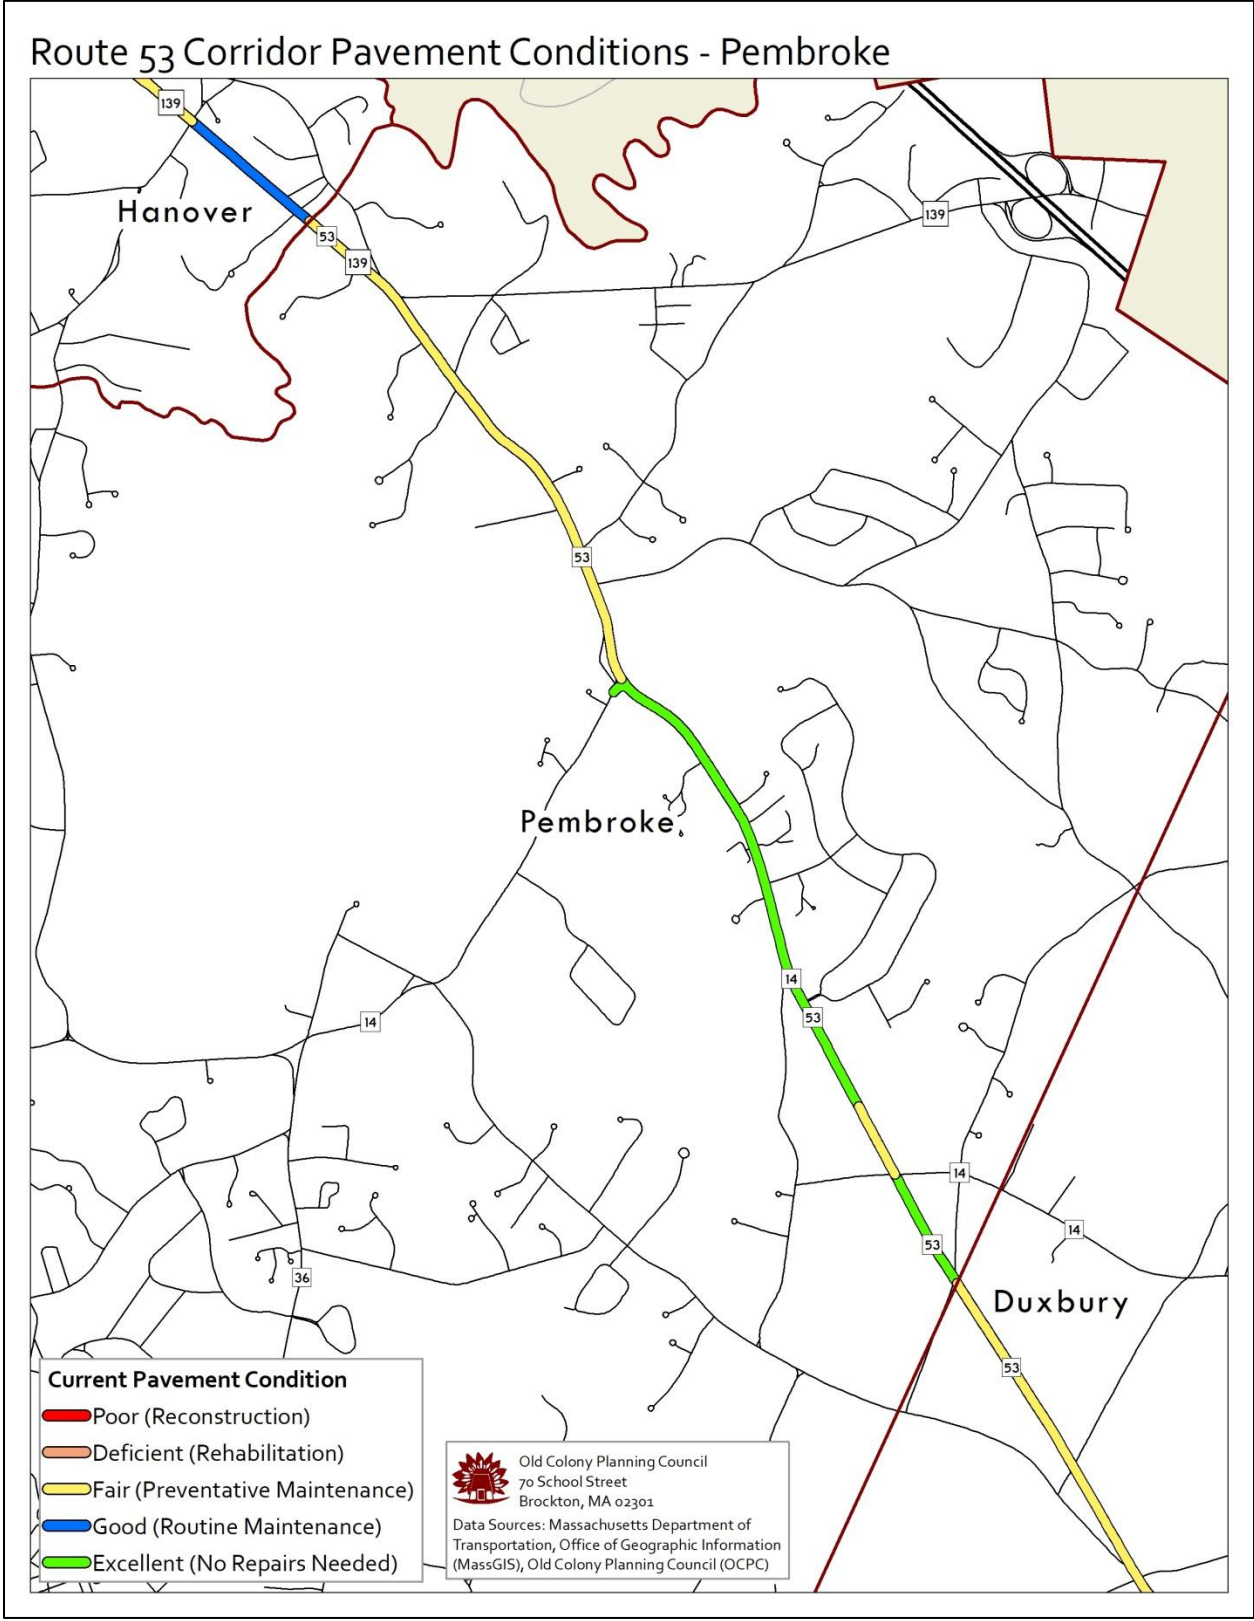 Route 53 Corridor Pavement Conditions - Pembroke
139
Hanover
53
139
139
53
Pembroke
14
53
14
14
53
14
36
Duxbury
53
Current Pavement Condition
Poor (Reconstruction)
Deficient (Rehabilitation)
Fair (Preventative Maintenance)
Good (Routine Maintenance)
Excellent (No Repairs Needed)
Old Colony Planning Council
70 School Street
Brockton, MA 02301
Data Sources: Massachusetts Department of
Transportation, Office of Geographic Information
(MassGIS), Old Colony Planning Council (OCPC)